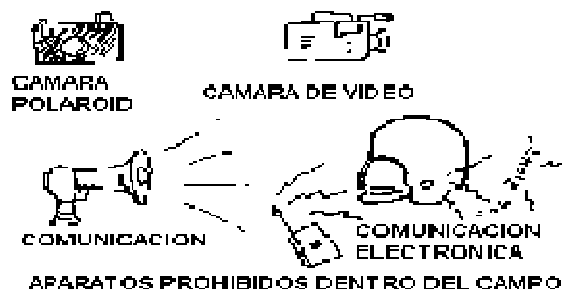 CAMARA
POLAROID
CAMARA DE VIDEO
COMUNICACION
COMUNICACION
ELECTRONICA
APARATOS PROHIBIDOS DENTRO DEL CAMPO